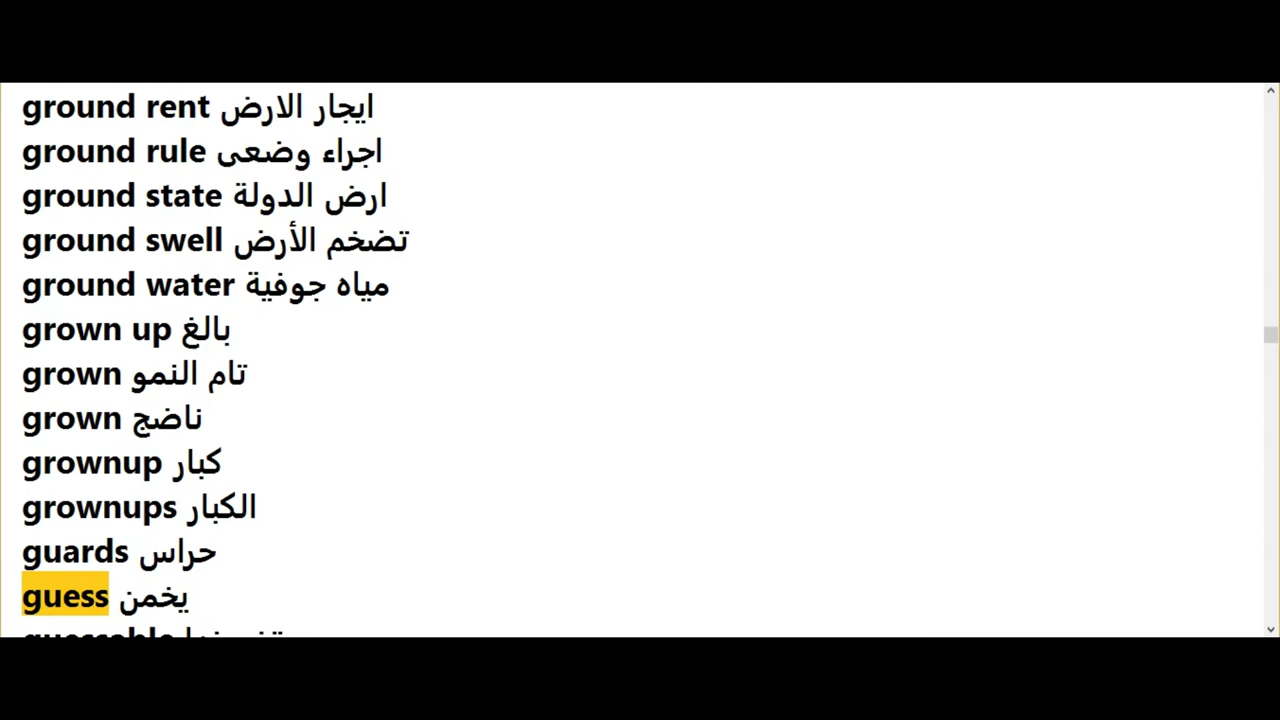 ground rent ايجار الارض
ground rule اجراء وضعى
ground state ارض الدولة
ground swell تضخم الأرض
ground water مياه جوفية
grown up بالغ
grown تام النمو
grown ناضج
grownup كبار
grownups الكبار
guards حراس
guess يخمن